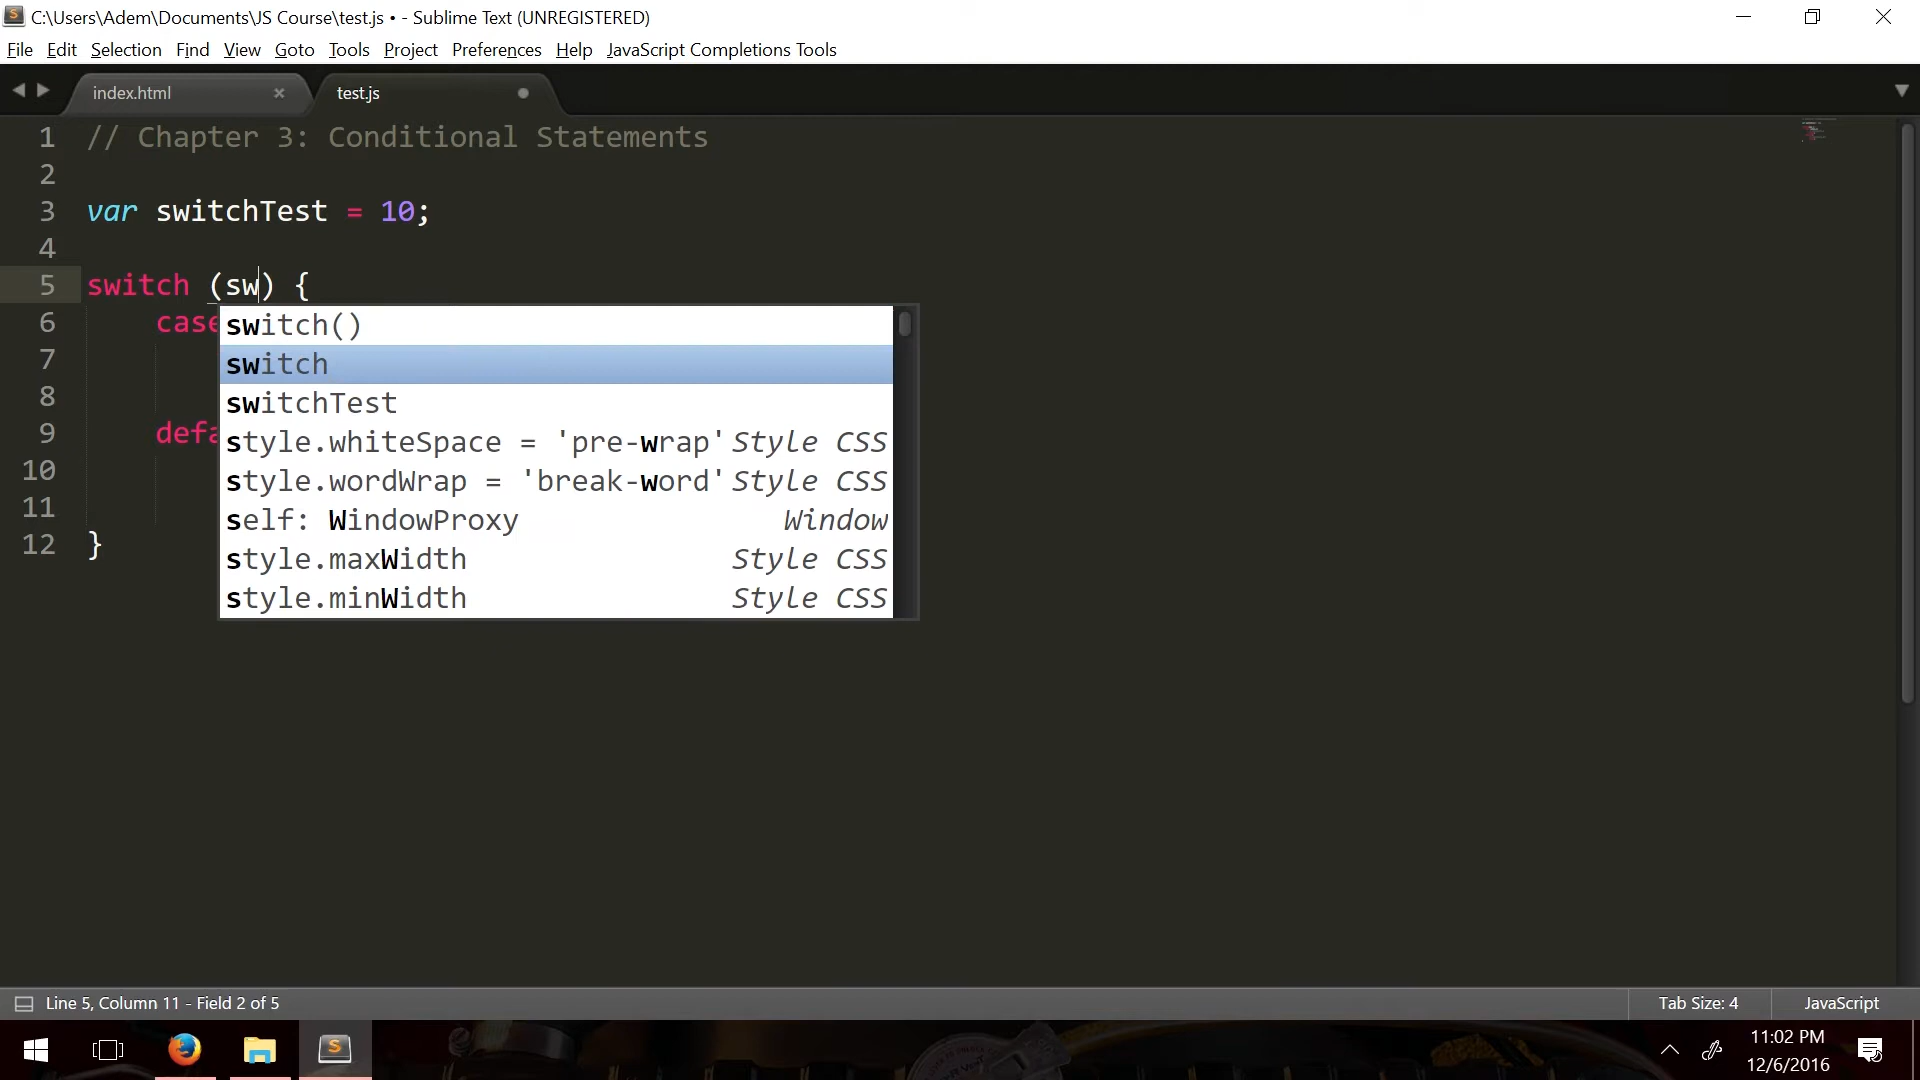 C:\Users\Adem\Documents\JS Course\test.js • - Sublime Text (UNREGISTERED)
File Edit Selection Find View Goto Tools Project Preferences Help JavaScript Completions Tools
index.html × test.js
1 // Chapter 3: Conditional Statements
2
3 var switchTest = 10;
4
5 switch (sw) {
6 case
7
8
9 defa
10
11
12 }
switch()
switch
switchTest
style.whiteSpace = 'pre-wrap' Style CSS
style.wordWrap = 'break-word' Style CSS
self: WindowProxy Window
style.maxWidth Style CSS
style.minWidth Style CSS
Line 5, Column 11 - Field 2 of 5 Tab Size: 4 JavaScript
11:02 PM
12/6/2016